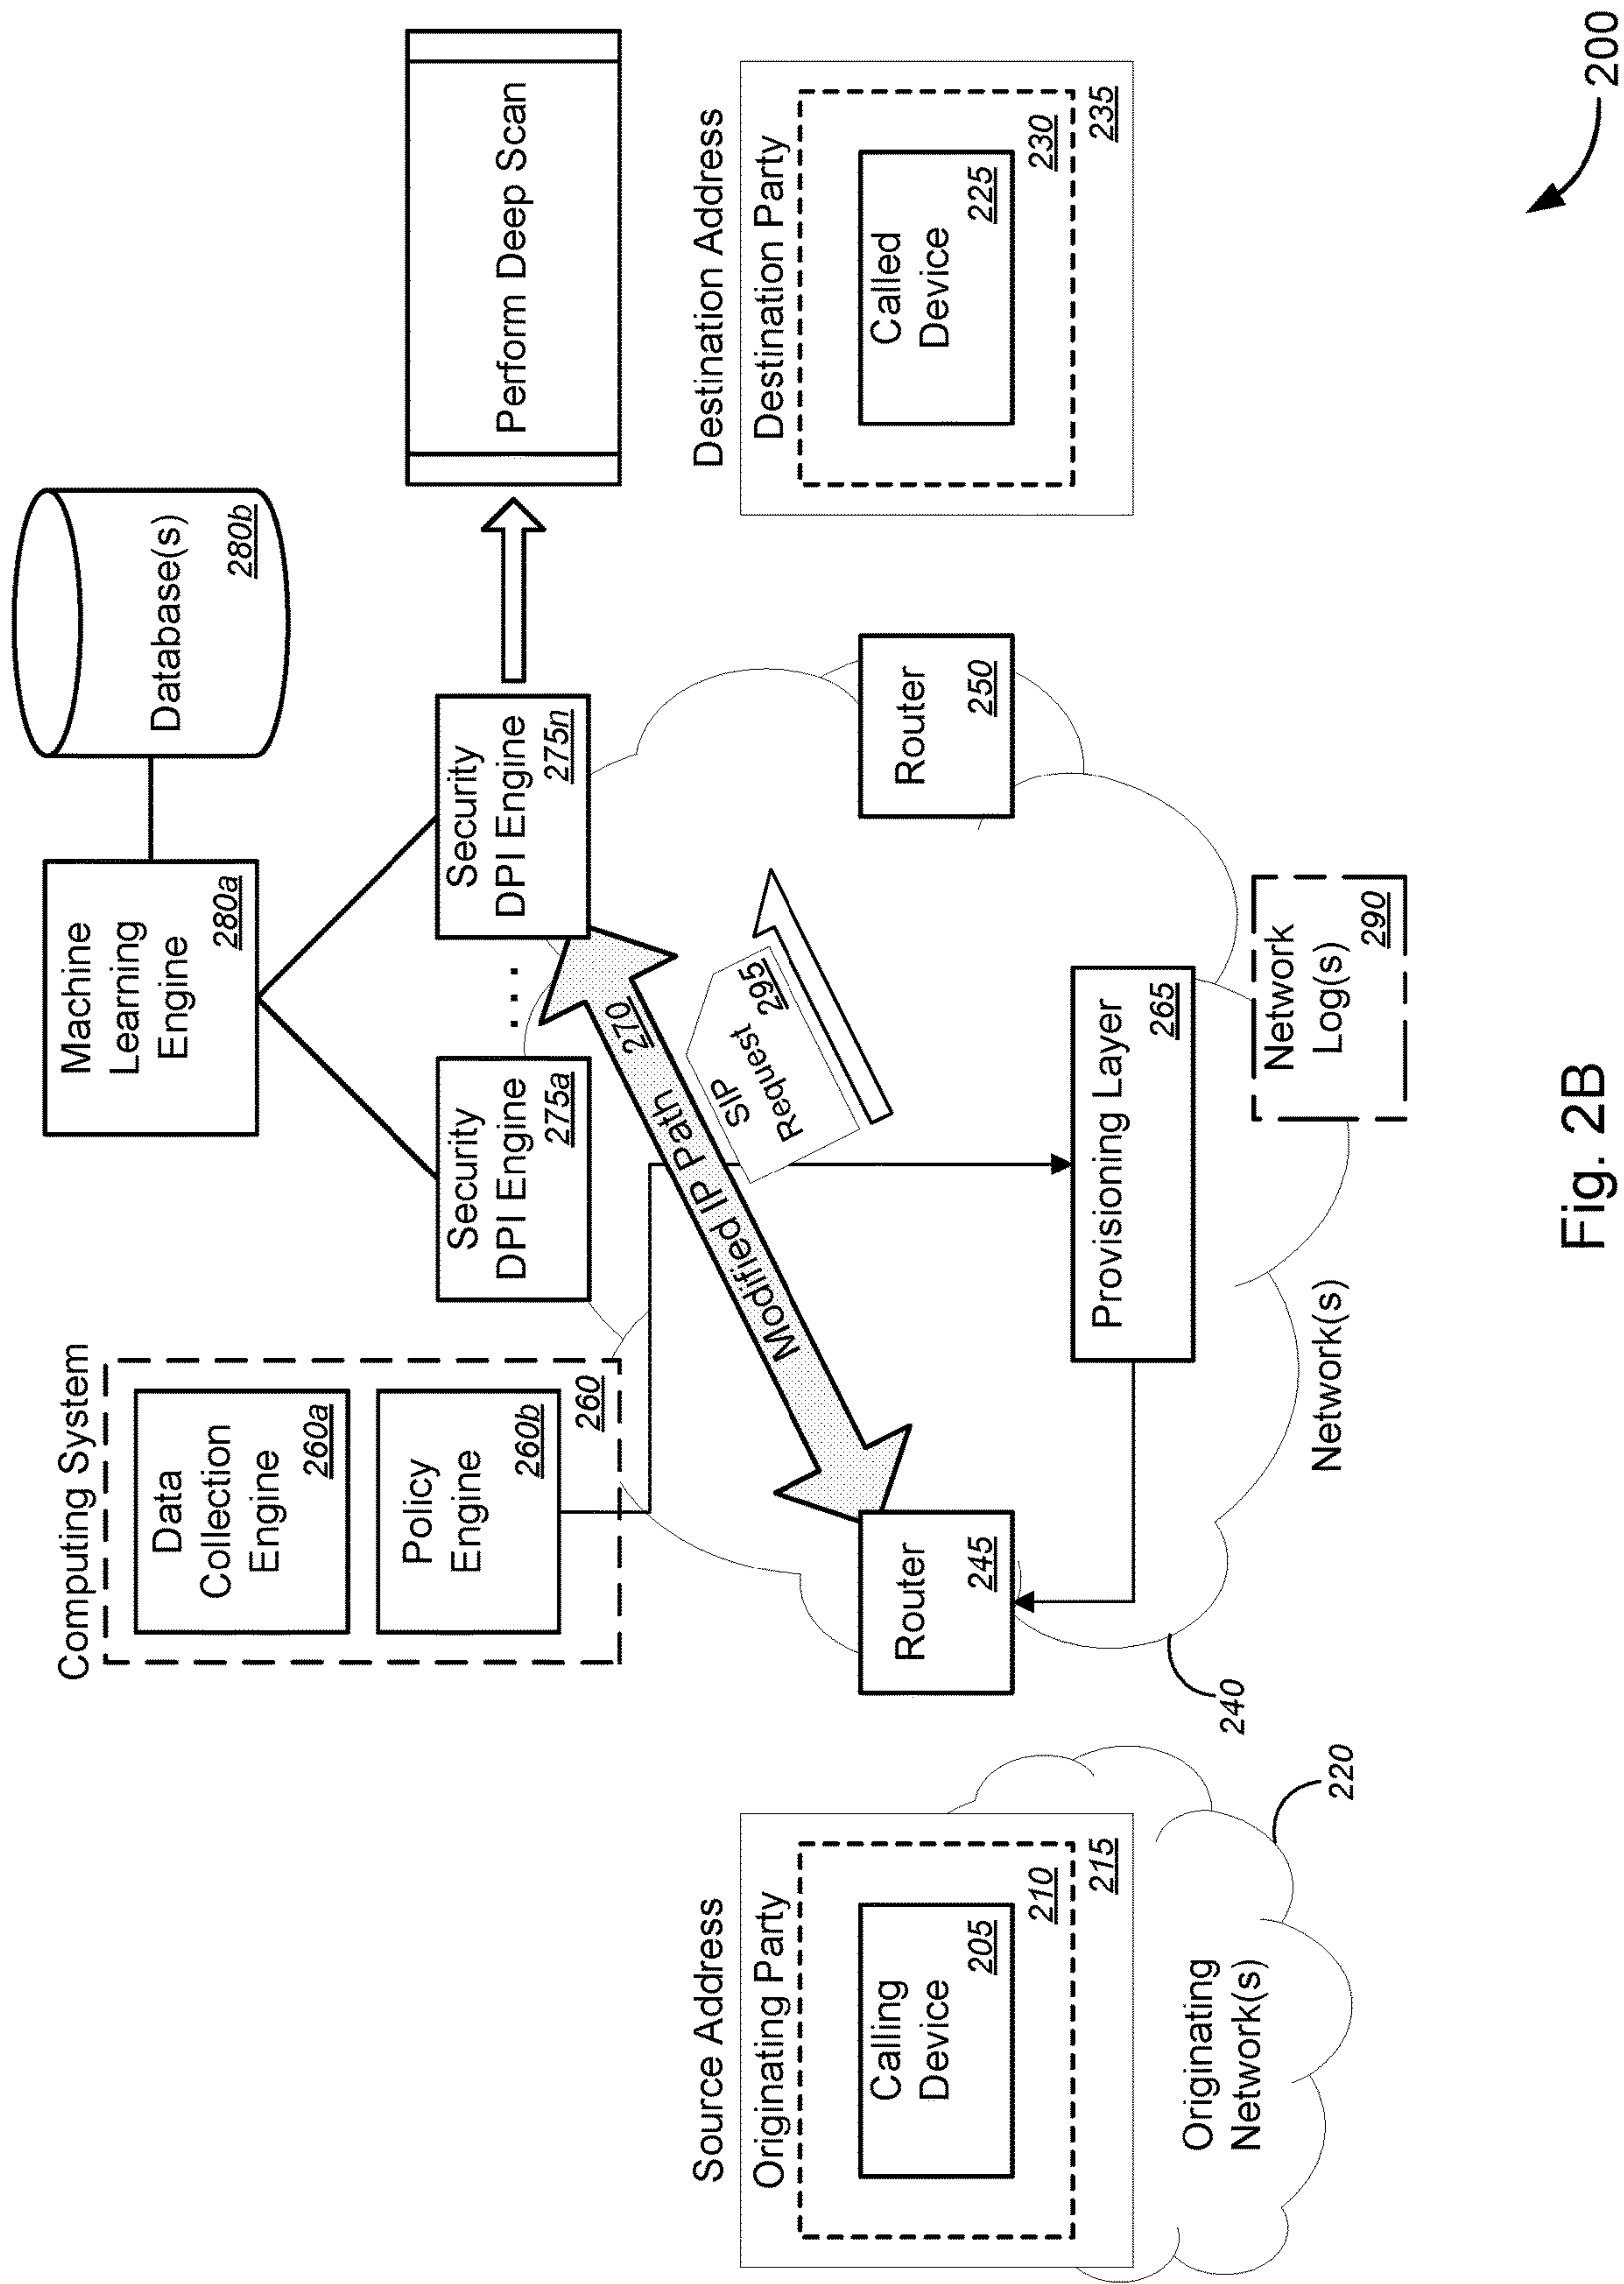 200
Computing System
Data
Collection
Engine
260a
Policy
Engine
260b
260
Machine
Learning
Engine
280a
Database(s)
280b
Security
DPI Engine
275a
...
Security
DPI Engine
275n
Perform Deep Scan
Source Address
Originating Party
Calling
Device
205
210
215
Originating
Network(s)
220
Router
245
Modified IP Path
270
SIP
Request
295
Router
250
Destination Address
Destination Party
Called
Device
225
230
235
Provisioning Layer
265
240
Network(s)
Network
Log(s)
290
Fig. 2B